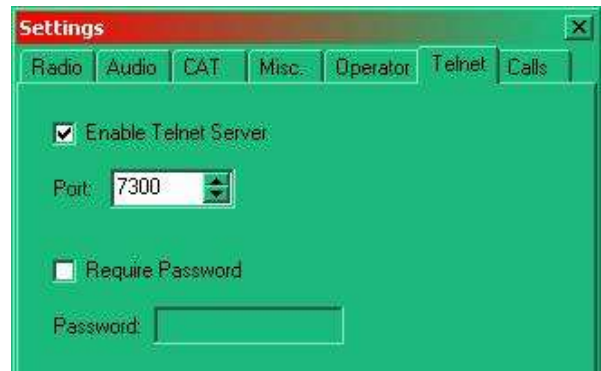 Settings
Radio Audio CAT Misc. Operator Telnet Calls
Enable Telnet Server
Port: 7300
Require Password
Password: